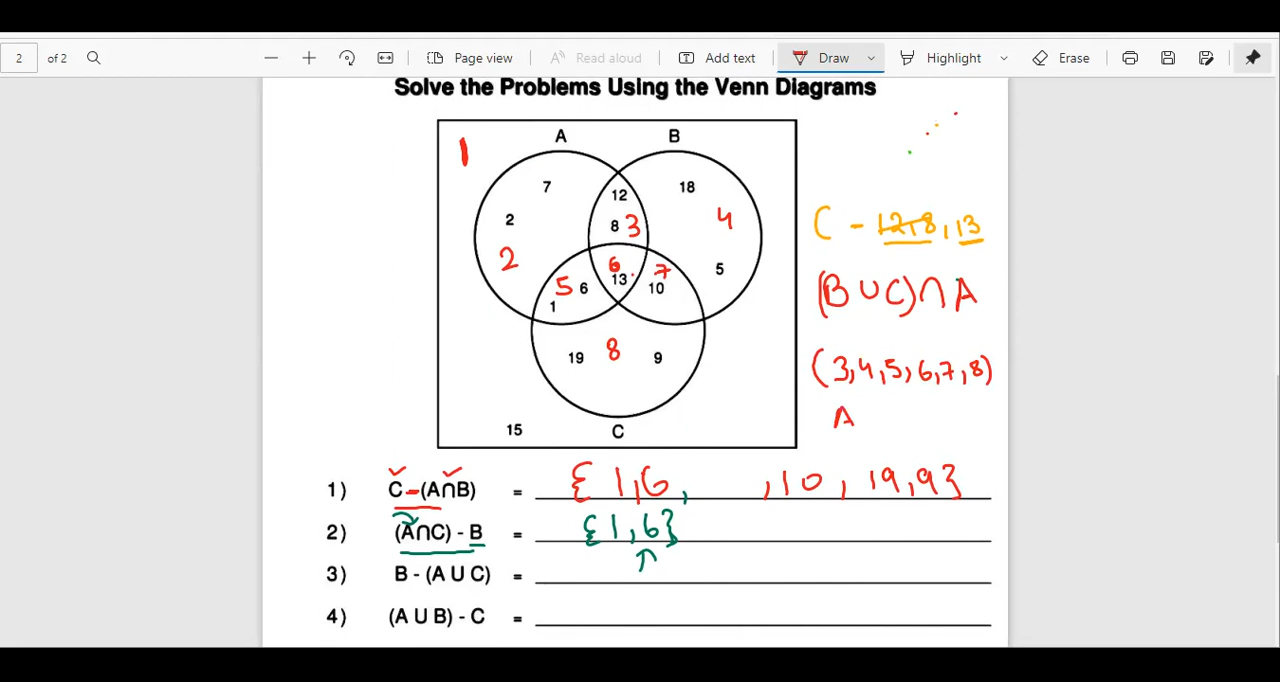 2 of 2 Page view Read aloud Add text Draw Highlight Erase
Solve the Problems Using the Venn Diagrams
A B
1
7 12 18
2 8 3 4
2 6 7 5
5 6 13 10
1
19 8 9
15 C
C - 12,8,13
(B ∪ C) ∩ A
(3,4,5,6,7,8)
A
1) C -(A∩B) = { 1,6, ,10, 19,9}
2) (A∩C) - B = {1,6}
3) B - (A U C) =
4) (A U B) - C =